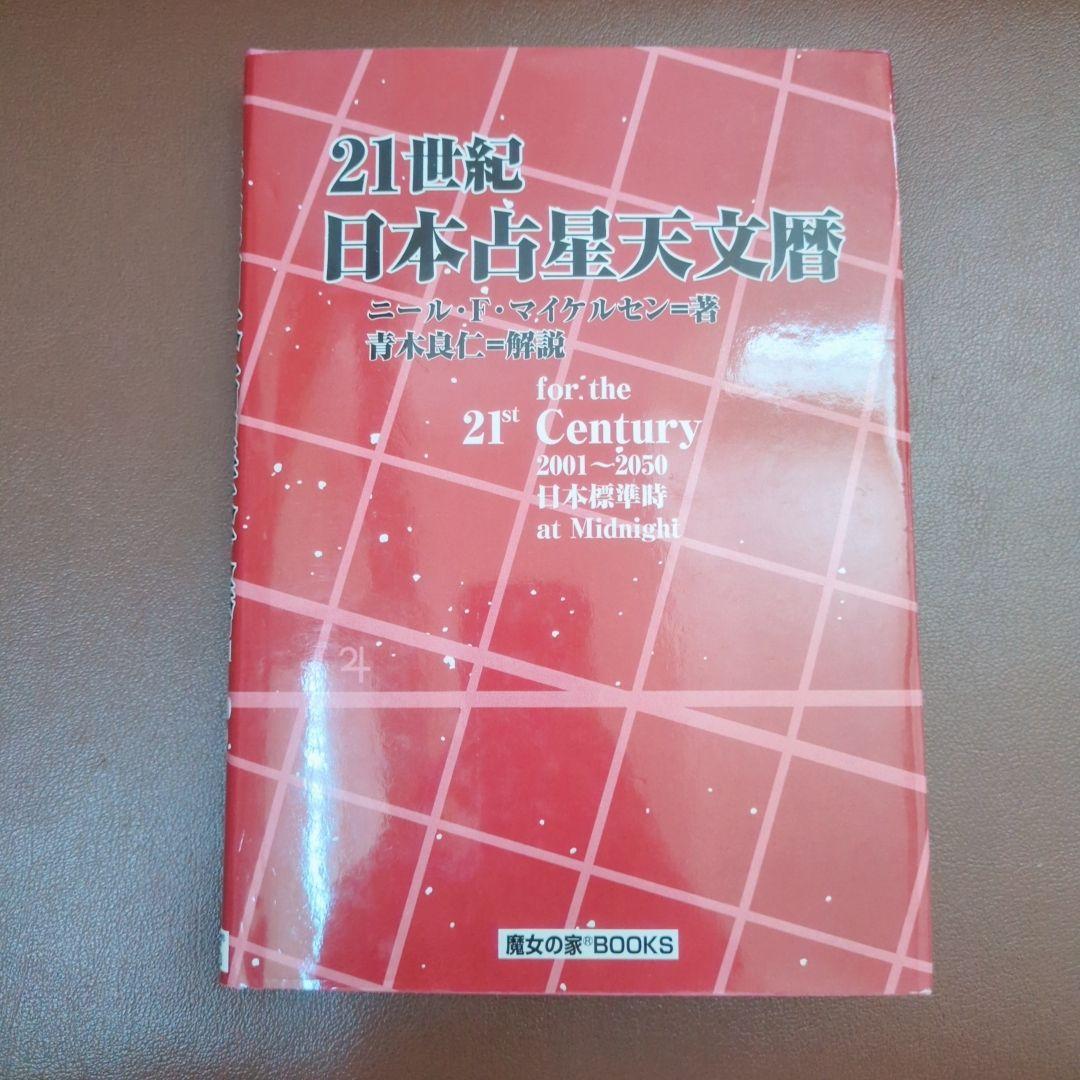 21世紀
日本占星天文暦
ニール・F・マイケルセン=著
青木良仁=解説
for the
21st Century
2001〜2050
日本標準時
at Midnight
♃
魔女の家®BOOKS